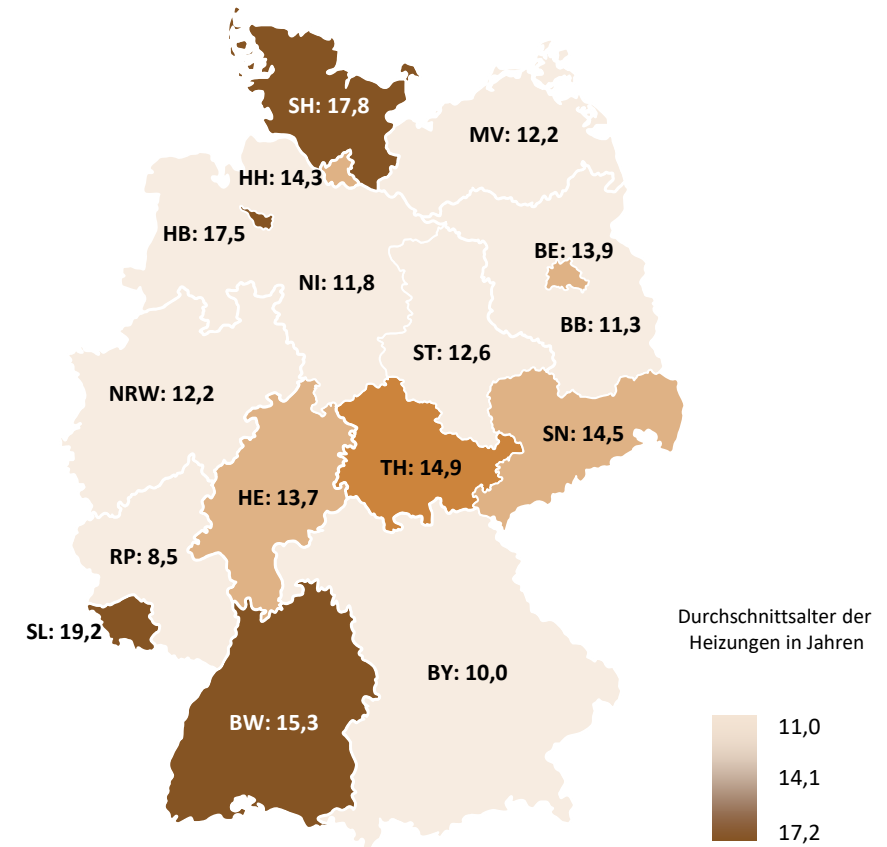 SH: 17,8
MV: 12,2
HH: 14,3
HB: 17,5
BE: 13,9
NI: 11,8
BB: 11,3
ST: 12,6
NRW: 12,2
SN: 14,5
TH: 14,9
HE: 13,7
RP: 8,5
SL: 19,2
BY: 10,0
BW: 15,3
Durchschnittsalter der
Heizungen in Jahren
11,0
14,1
17,2